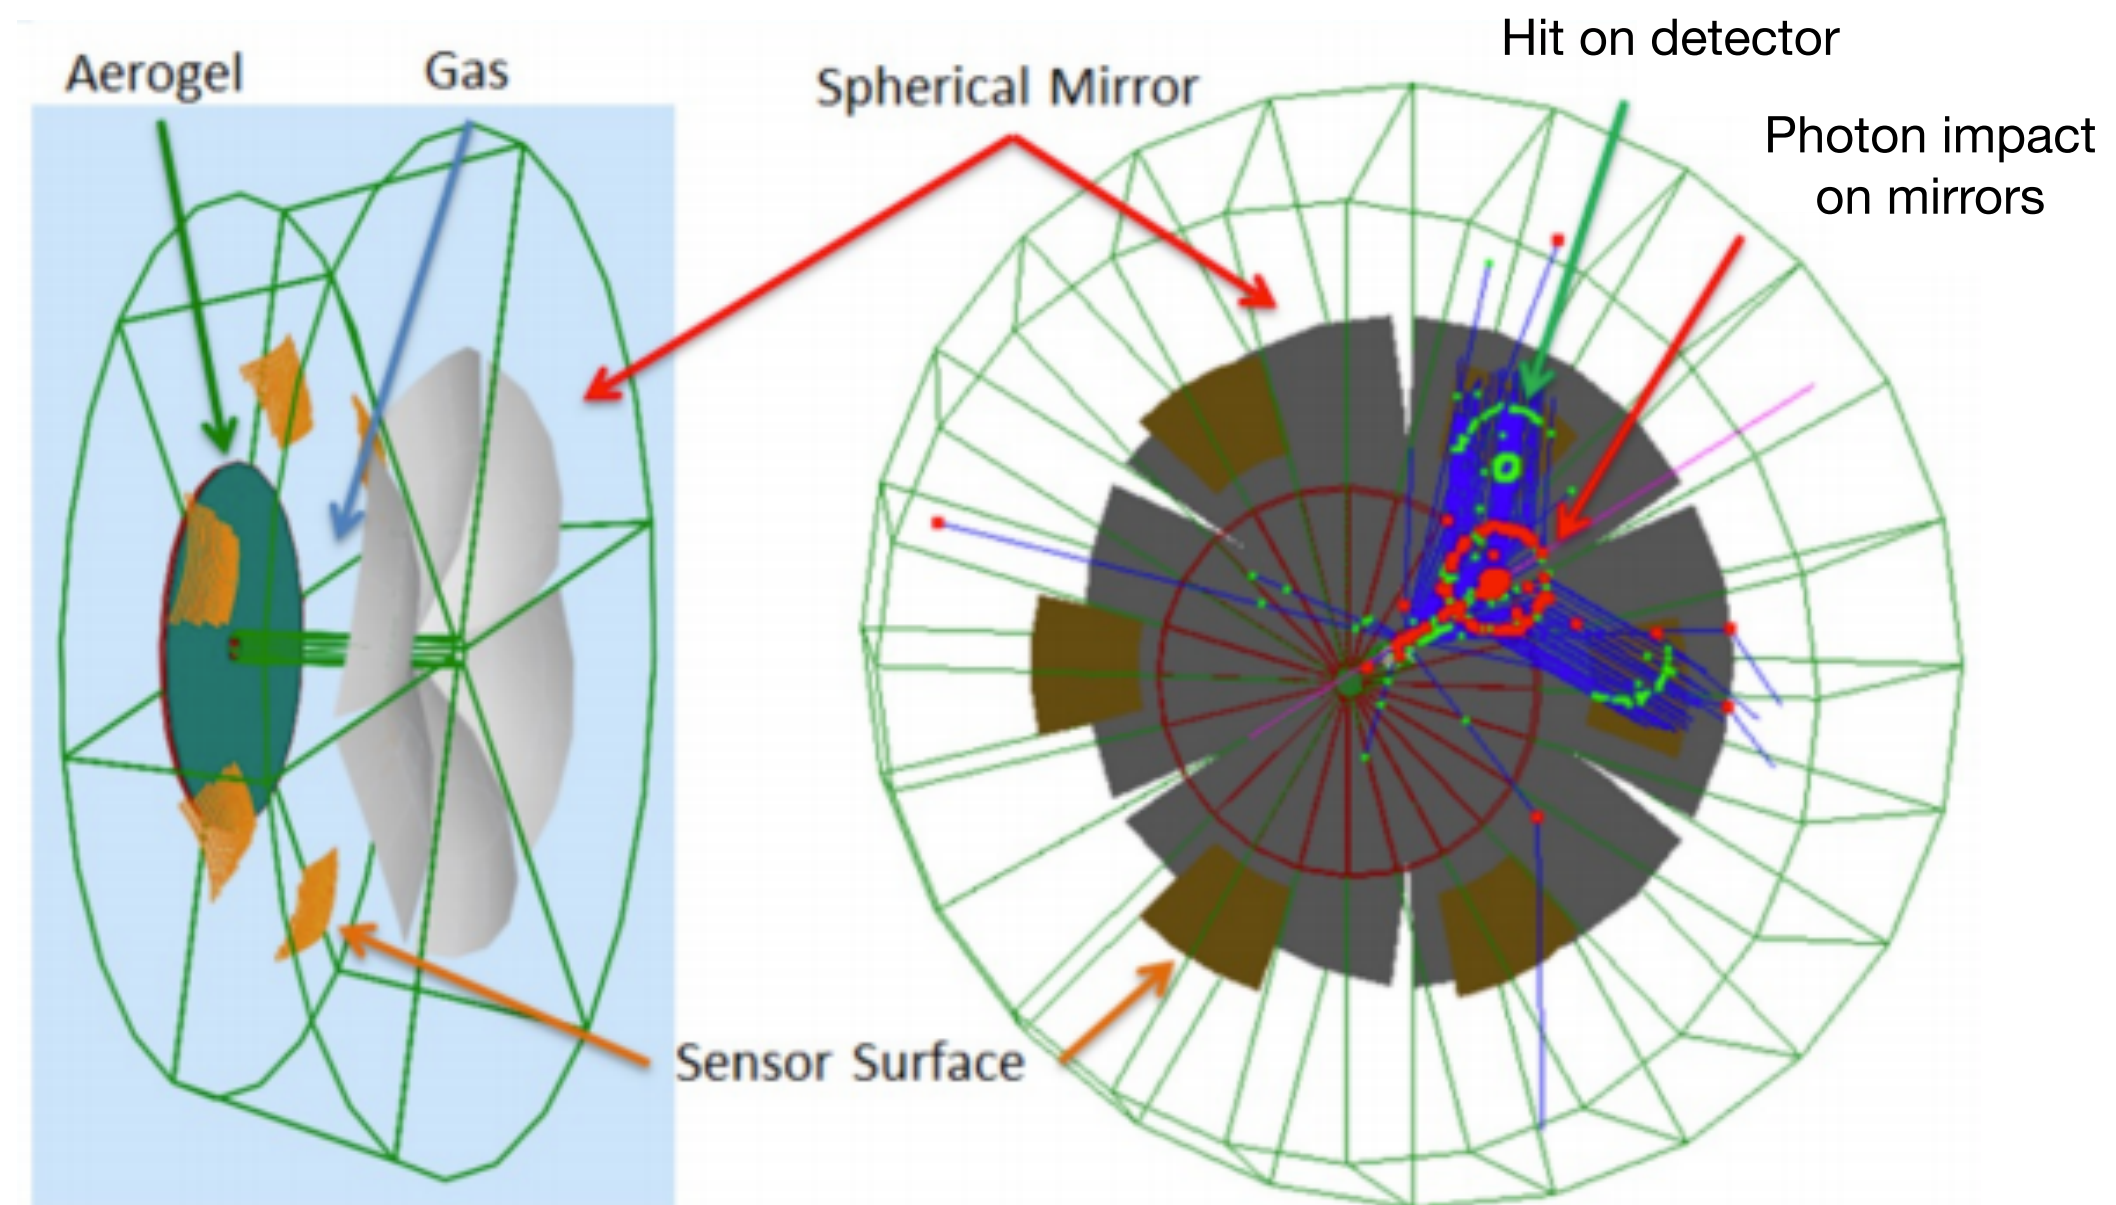 Aerogel
Gas
Spherical Mirror
Hit on detector
Photon impact
on mirrors
Sensor Surface